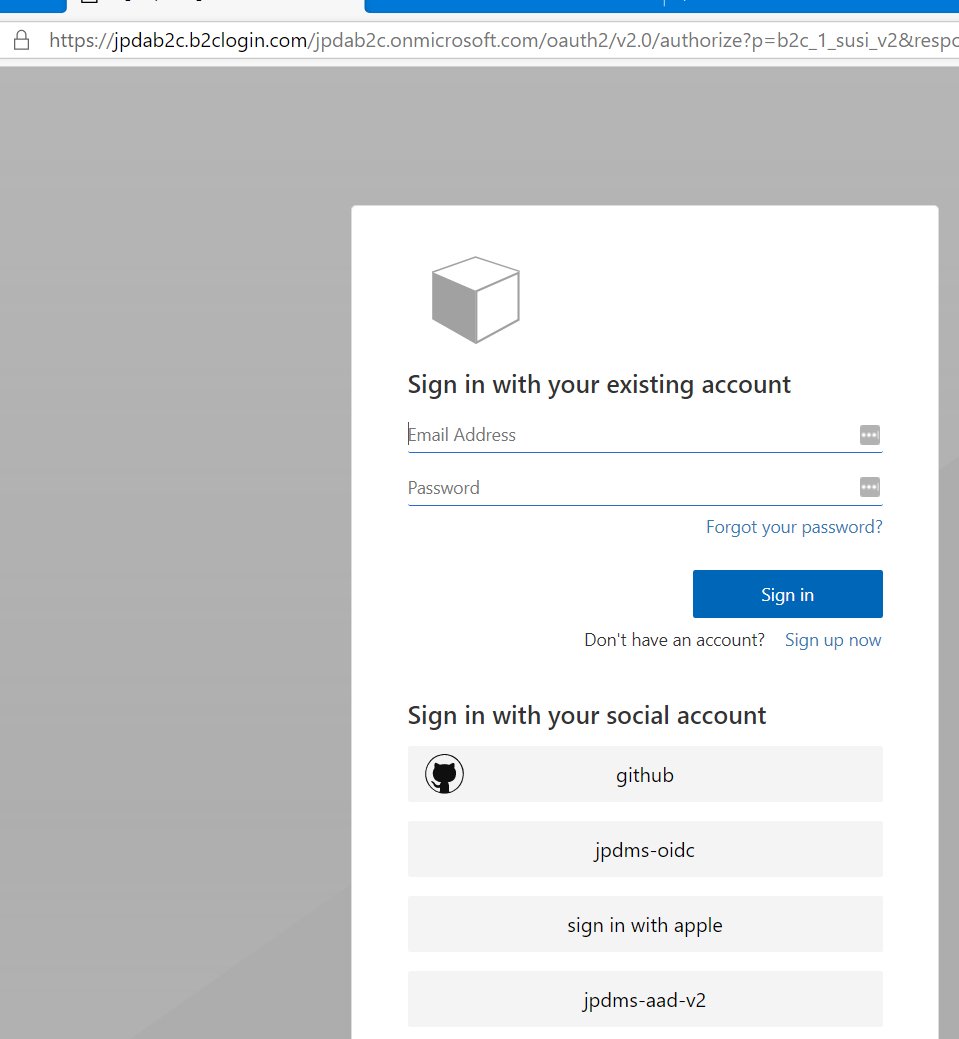 https://jpdab2c.b2clogin.com/jpdab2c.onmicrosoft.com/oauth2/v2.0/authorize?p=b2c_1_susi_v2&respo
Sign in with your existing account
Email Address
Password
Forgot your password?
Sign in
Don't have an account? Sign up now
Sign in with your social account
github
jpdms-oidc
sign in with apple
jpdms-aad-v2